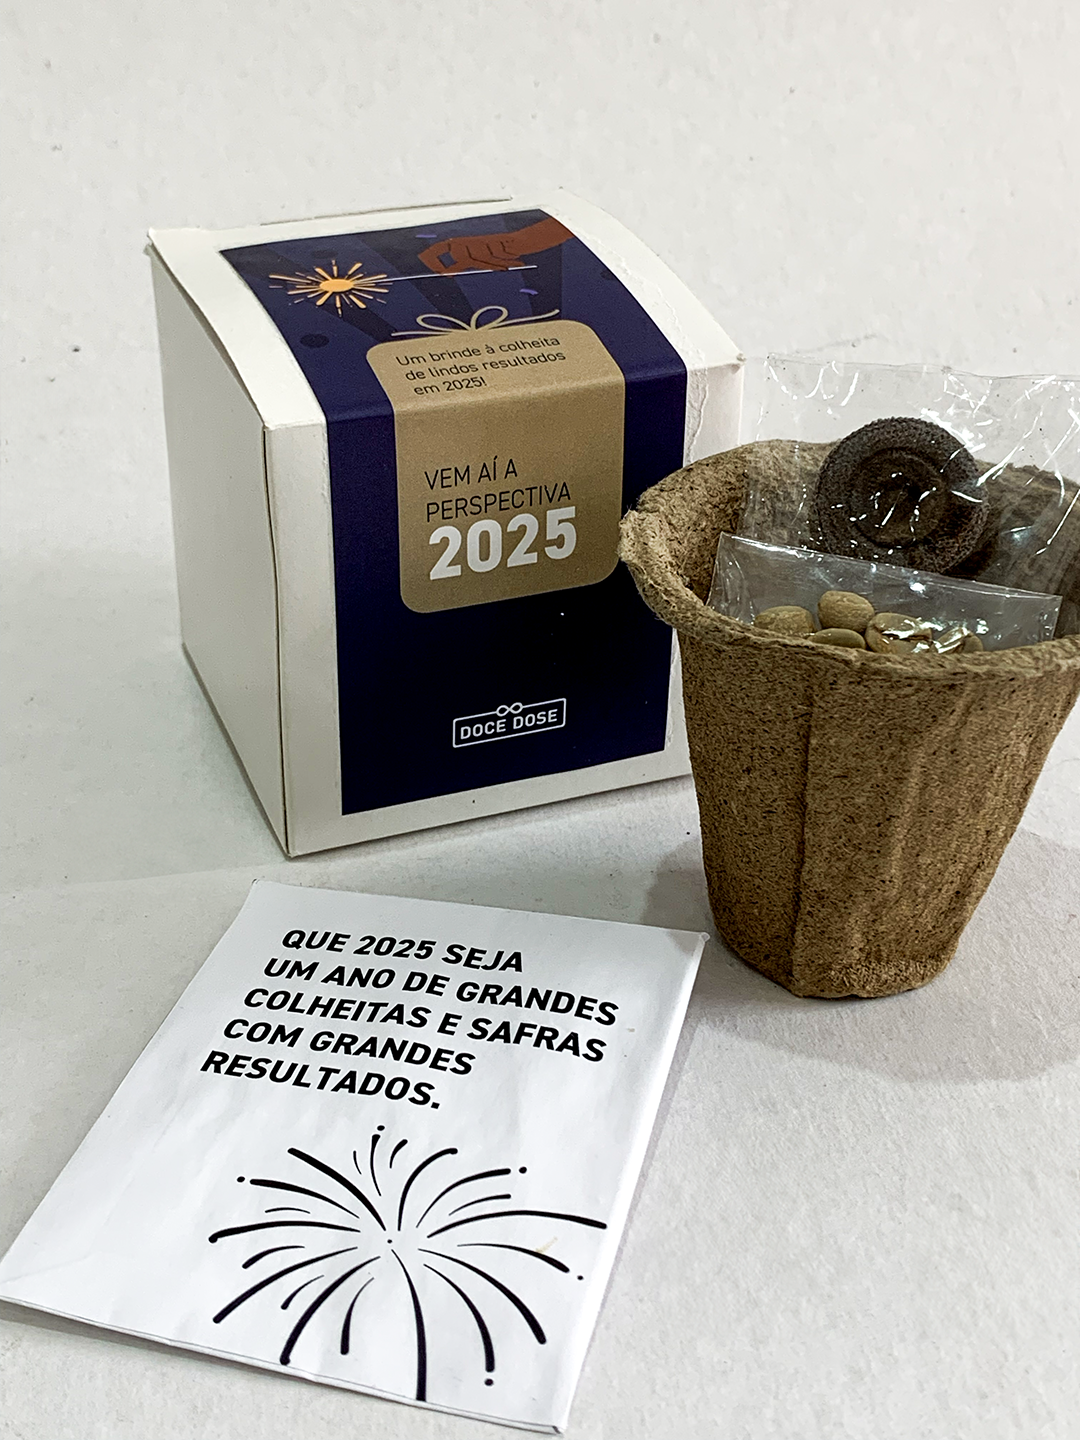 Um brinde à colheita
de lindos resultados
em 2025!
VEM AÍ A
PERSPECTIVA
2025
DOCE DOSE
QUE 2025 SEJA
UM ANO DE GRANDES
COLHEITAS E SAFRAS
COM GRANDES
RESULTADOS.